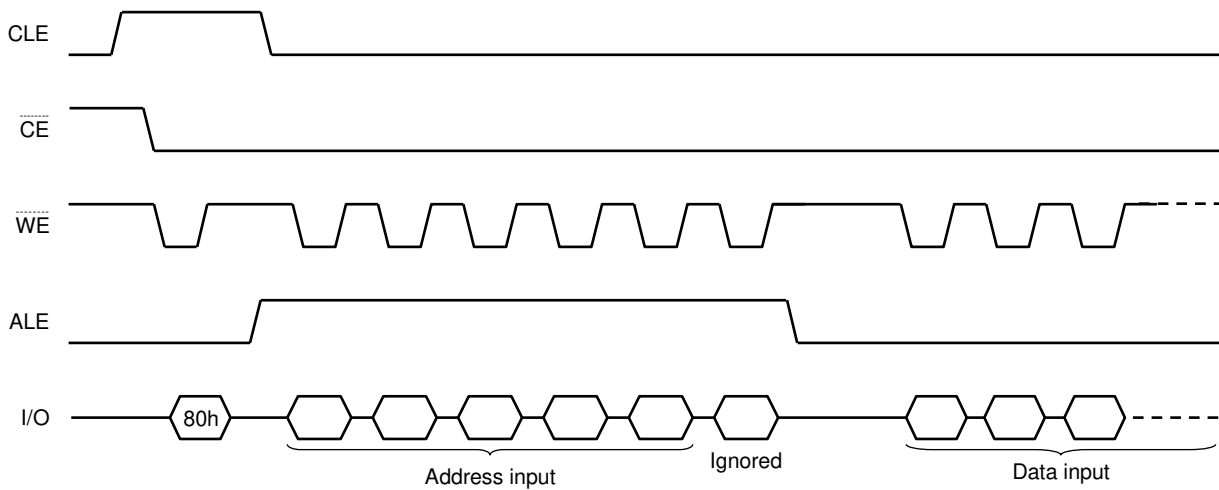 CLE
CE
WE
ALE
I/O
80h
Address input
Ignored
Data input